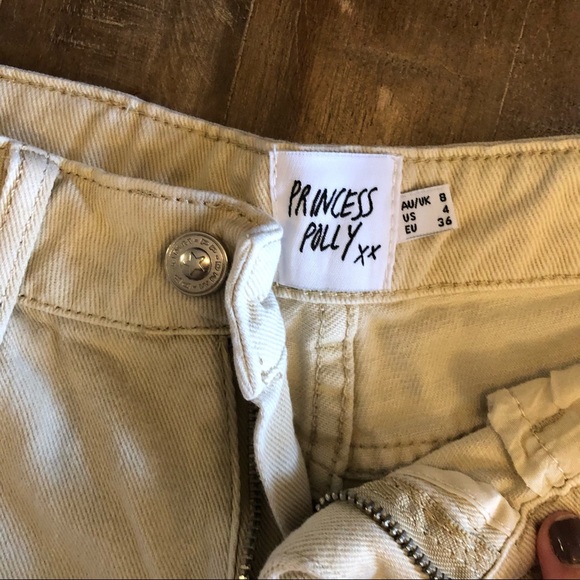 PRINCESS
POLLY xx
AU/UK 8
US 4
EU 36